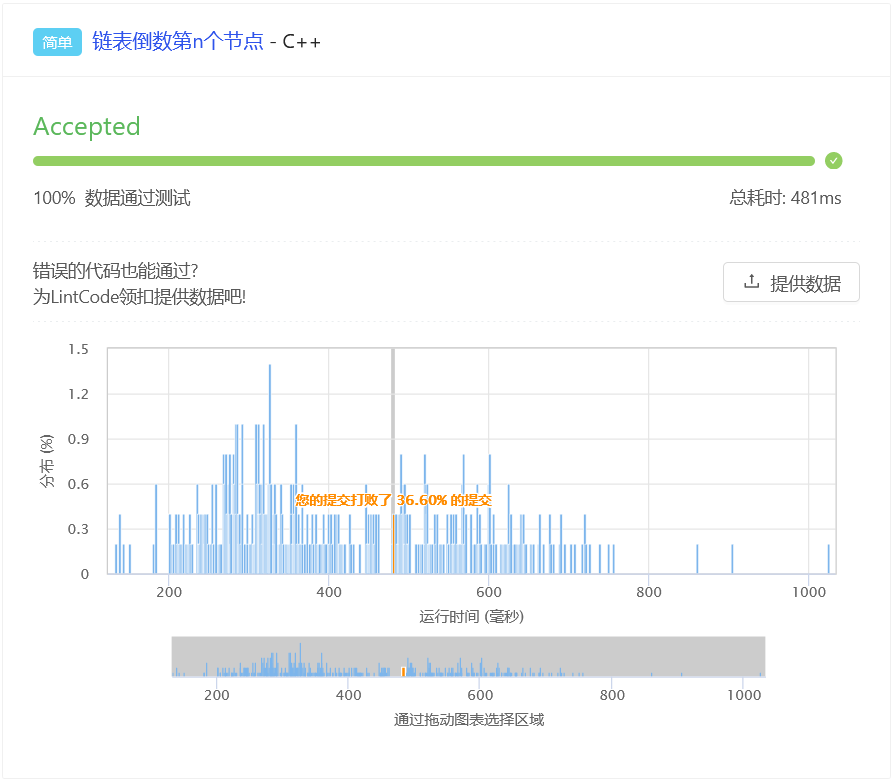 简单 链表倒数第n个节点 - C++
Accepted
100% 数据通过测试 总耗时: 481ms
错误的代码也能通过?
为LintCode领扣提供数据吧!
提供数据
1.5
1.2
0.9
0.6
0.3
0
分布 (%)
您的提交打败了 36.60% 的提交
200 400 600 800 1000
运行时间 (毫秒)
200 400 600 800 1000
通过拖动图表选择区域